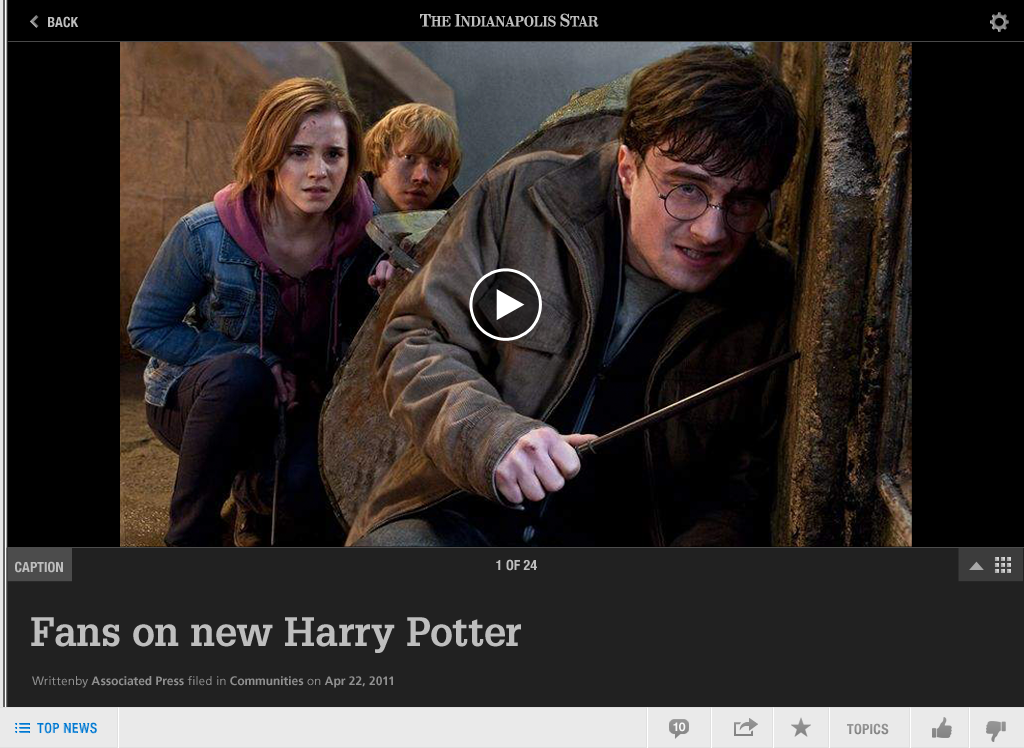 BACK
THE INDIANAPOLIS STAR
CAPTION
1 OF 24
Fans on new Harry Potter
Writtenby Associated Press filed in Communities on Apr 22, 2011
TOP NEWS
10
TOPICS